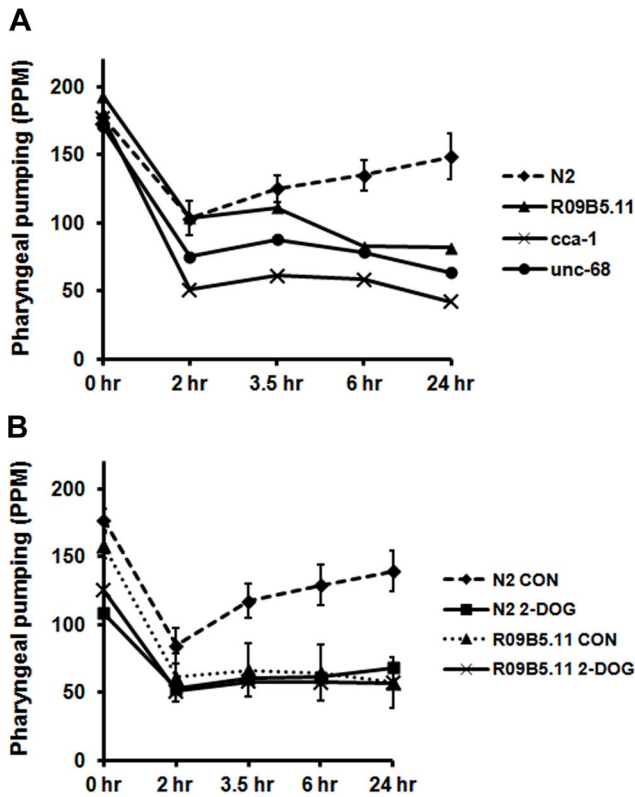 A
Pharyngeal pumping (PPM)
200
150
100
50
0
0 hr 2 hr 3.5 hr 6 hr 24 hr
N2
R09B5.11
cca-1
unc-68
B
Pharyngeal pumping (PPM)
200
150
100
50
0
0 hr 2 hr 3.5 hr 6 hr 24 hr
N2 CON
N2 2-DOG
R09B5.11 CON
R09B5.11 2-DOG